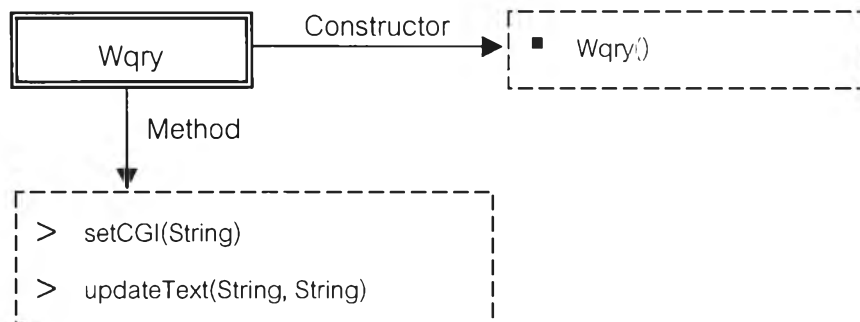 Wqry
Constructor
■ Wqry()
Method
> setCGI(String)
> updateText(String, String)